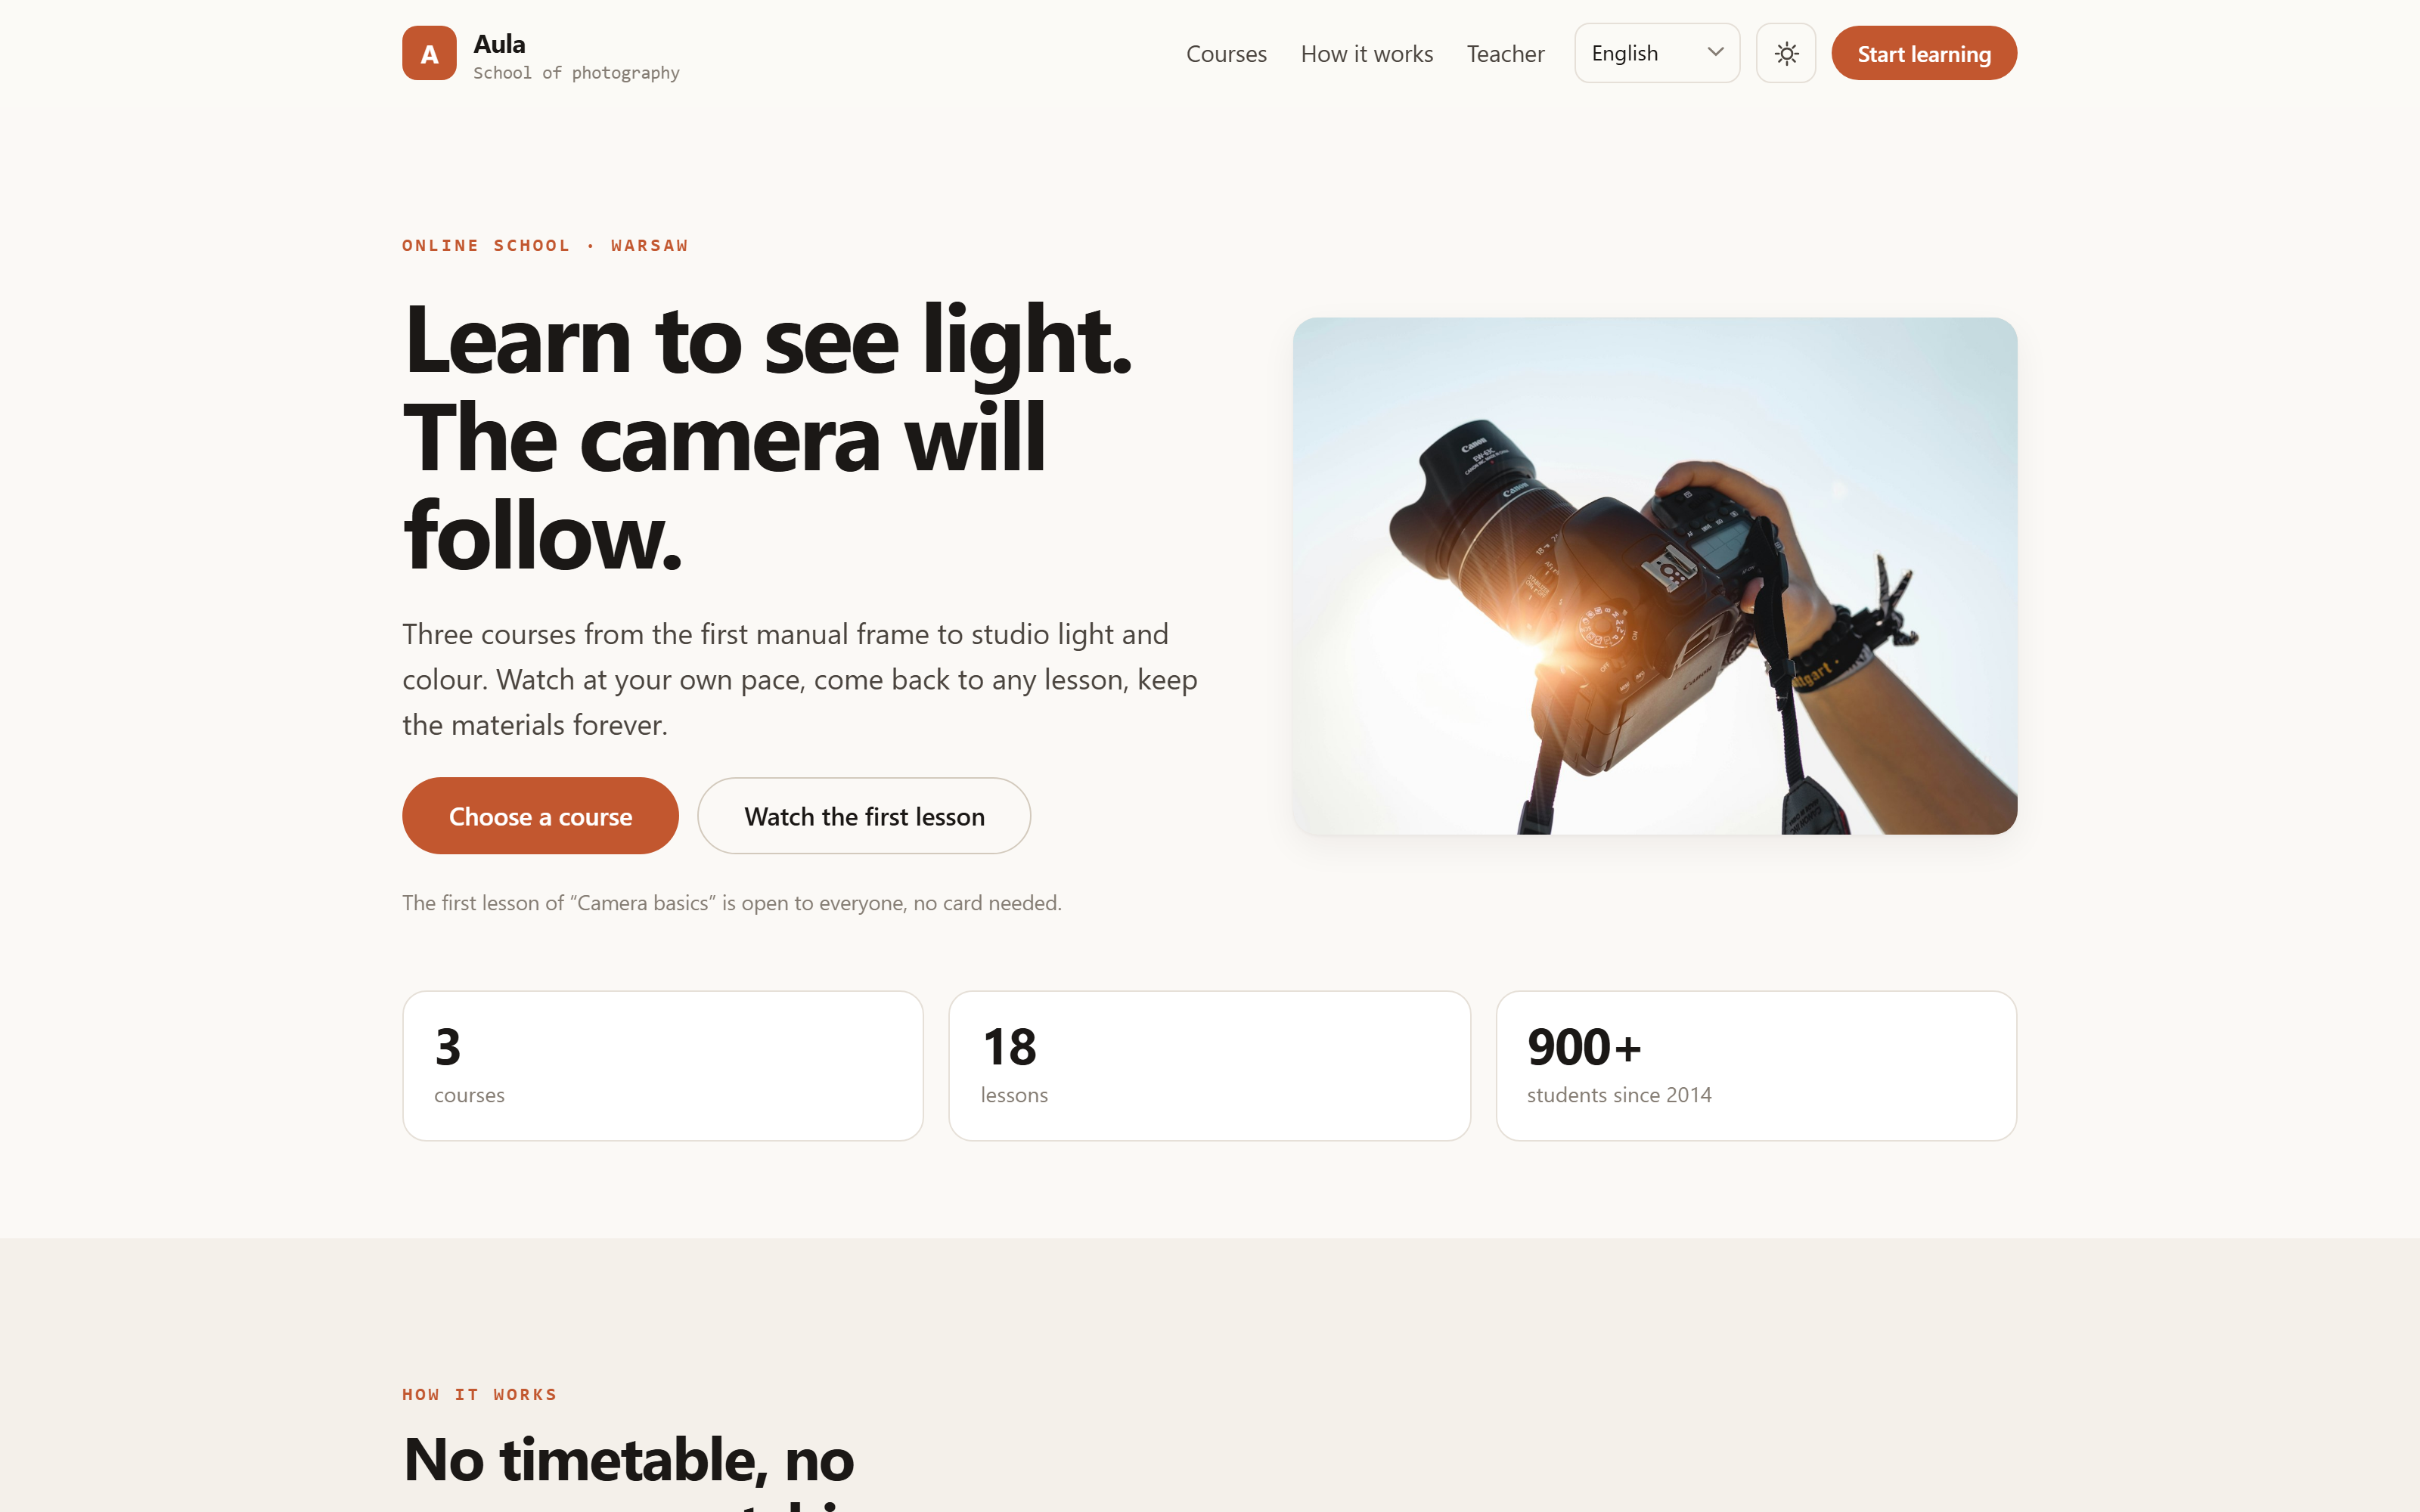 A
Aula
School of photography
Courses
How it works
Teacher
English
Start learning
ONLINE SCHOOL · WARSAW
Learn to see light.
The camera will
follow.
Three courses from the first manual frame to studio light and
colour. Watch at your own pace, come back to any lesson, keep
the materials forever.
Choose a course
Watch the first lesson
The first lesson of “Camera basics” is open to everyone, no card needed.
Canon
EW-6C
Canon
3
courses
18
lessons
900+
students since 2014
HOW IT WORKS
No timetable, no